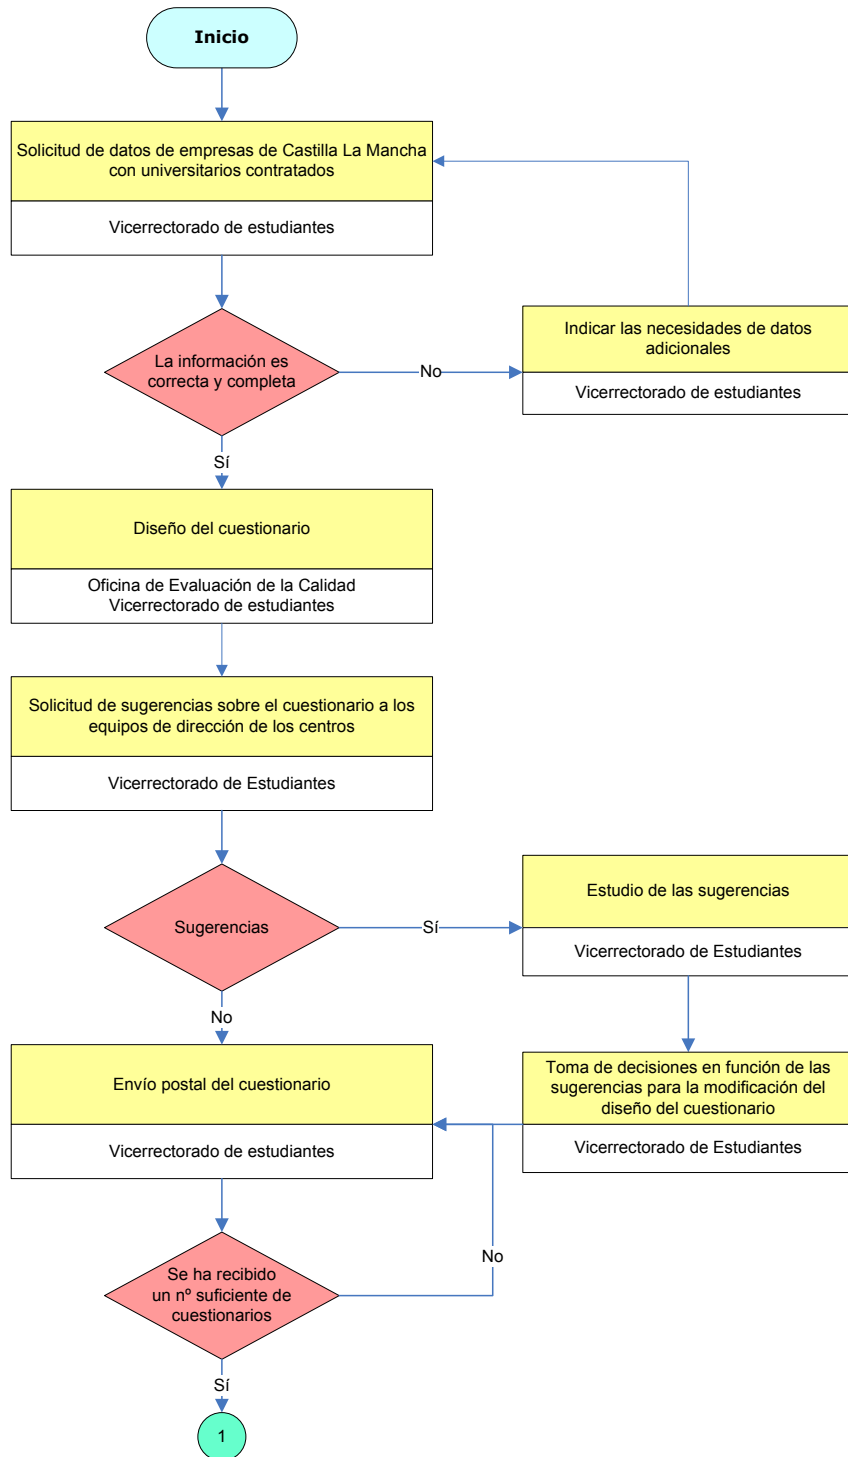 Inicio
Solicitud de datos de empresas de Castilla La Mancha
con universitarios contratados
Vicerrectorado de estudiantes
La información es
correcta y completa
No
Indicar las necesidades de datos
adicionales
Vicerrectorado de estudiantes
Sí
Diseño del cuestionario
Oficina de Evaluación de la Calidad
Vicerrectorado de estudiantes
Solicitud de sugerencias sobre el cuestionario a los
equipos de dirección de los centros
Vicerrectorado de Estudiantes
Sugerencias
Sí
Estudio de las sugerencias
Vicerrectorado de Estudiantes
No
Toma de decisiones en función de las
sugerencias para la modificación del
diseño del cuestionario
Vicerrectorado de Estudiantes
Envío postal del cuestionario
Vicerrectorado de estudiantes
Se ha recibido
un nº suficiente de
cuestionarios
No
Sí
1